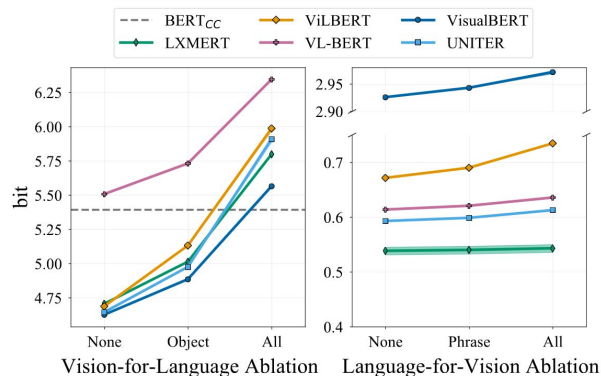 BERTCC ViLBERT VisualBERT
LXMERT VL-BERT UNITER
bit
6.25
6.00
5.75
5.50
5.25
5.00
4.75
None Object All
Vision-for-Language Ablation
2.95
2.90
0.7
0.6
0.5
0.4
None Phrase All
Language-for-Vision Ablation